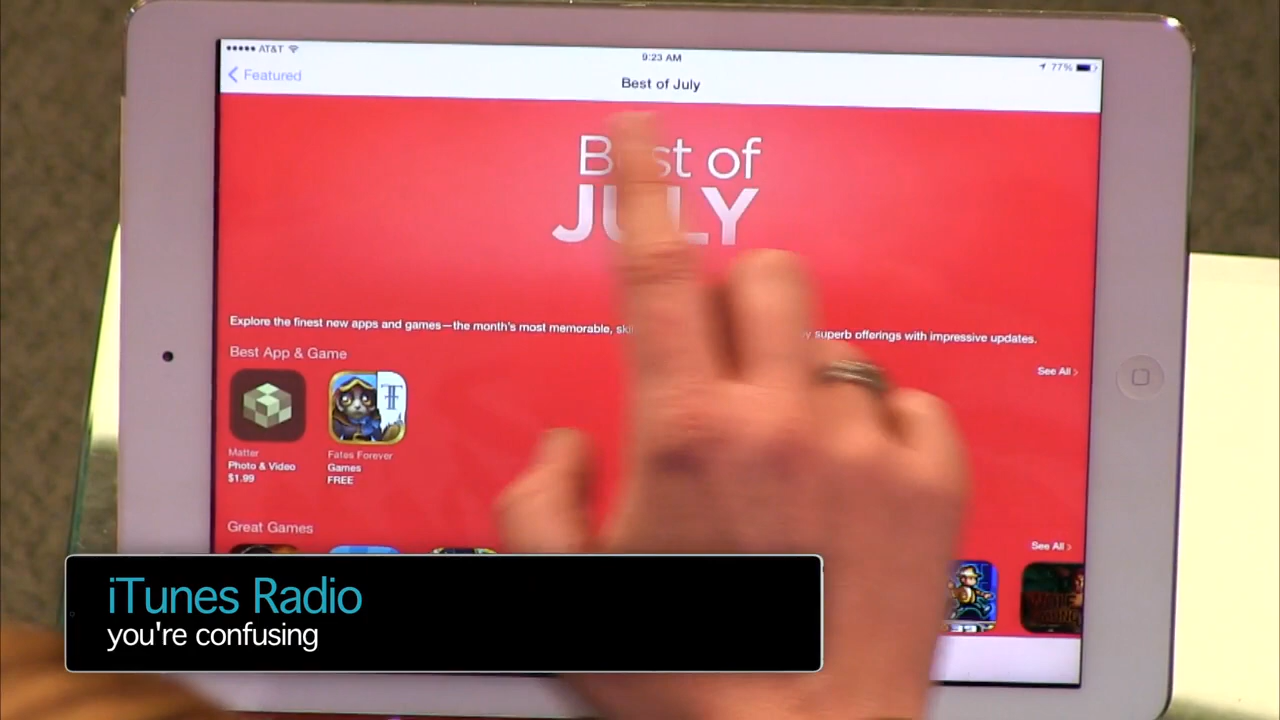 AT&T
9:23 AM
77%
Featured
Best of July
Best of
JULY
Explore the finest new apps and games—the month's most memorable,
superb offerings with impressive updates.
Best App & Game
See All
Matter
Photo & Video
$1.99
Fates Forever
Games
FREE
Great Games
See All
iTunes Radio
you're confusing